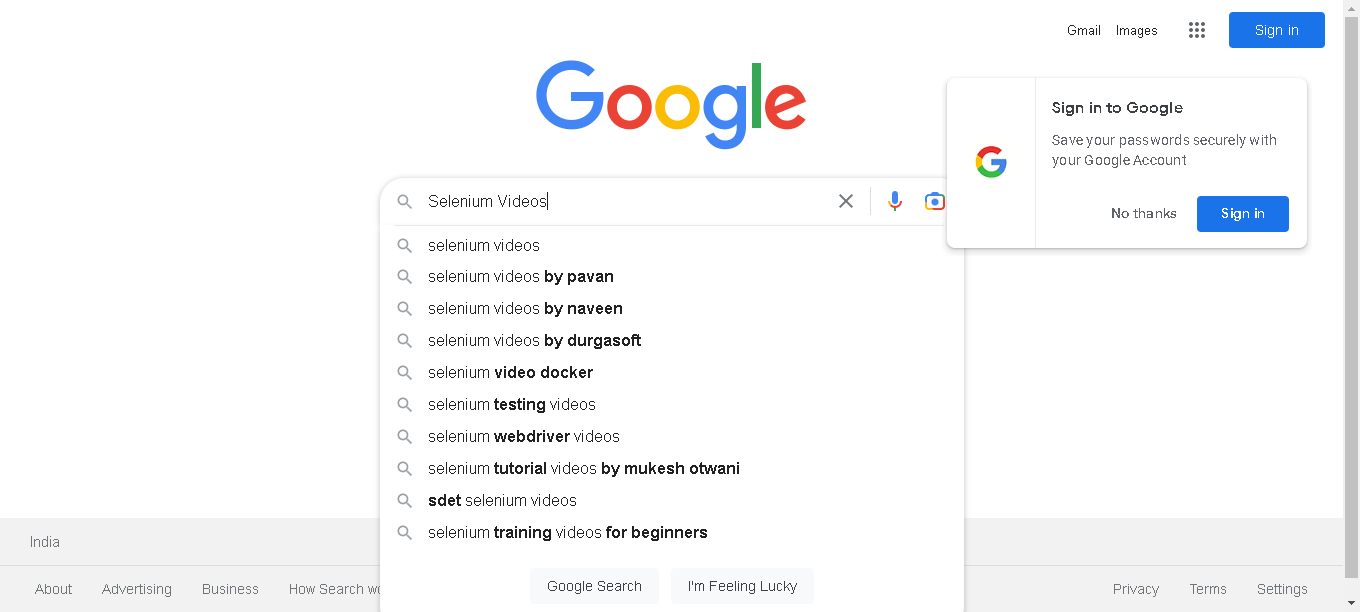 Gmail Images Sign in
Google
Sign in to Google
Save your passwords securely with
your Google Account
No thanks Sign in
Selenium Videos
selenium videos
selenium videos by pavan
selenium videos by naveen
selenium videos by durgasoft
selenium video docker
selenium testing videos
selenium webdriver videos
selenium tutorial videos by mukesh otwani
sdet selenium videos
selenium training videos for beginners
Google Search I'm Feeling Lucky
India
About Advertising Business How Search Privacy Terms Settings